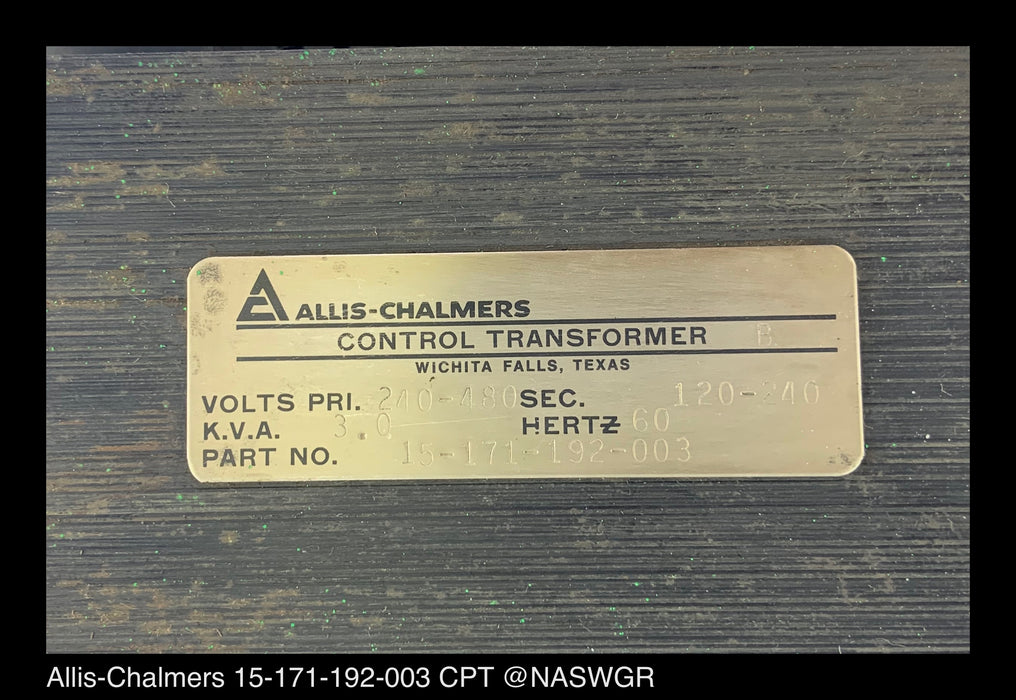 ALLIS-CHALMERS
CONTROL TRANSFORMER B
WICHITA FALLS, TEXAS
VOLTS PRI. 240-480 SEC. 120-240
K.V.A. 3.0 HERTZ 60
PART NO. 15-171-192-003
Allis-Chalmers 15-171-192-003 CPT @NASWGR